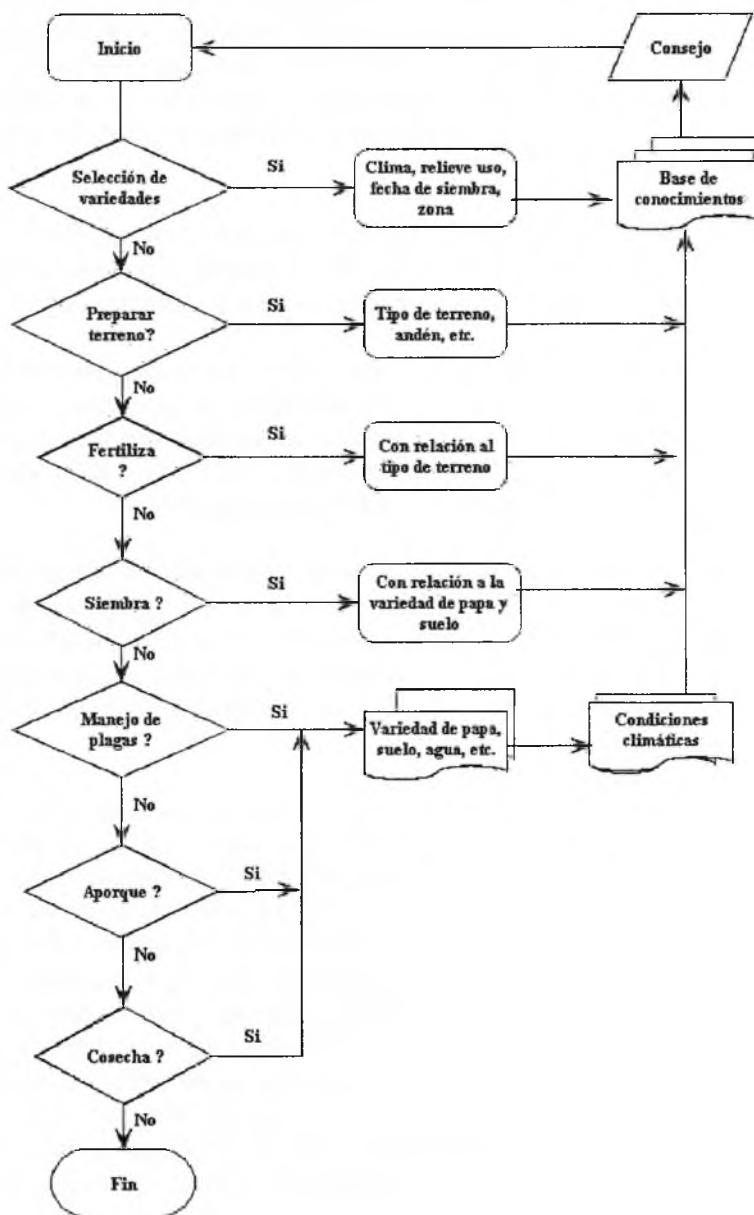 Inicio
Consejo
Selección de
variedades
Si
Clima, relieve uso,
fecha de siembra,
zona
Base de
conocimientos
No
Preparar
terreno?
Si
Tipo de terreno,
andén, etc.
No
Fertiliza
?
Si
Con relación al
tipo de terreno
No
Siembra ?
Si
Con relación a la
variedad de papa y
suelo
No
Manejo de
plagas ?
Si
Variedad de papa,
suelo, agua, etc.
Condiciones
climáticas
No
Aporque ?
Si
No
Cosecha ?
Si
No
Fin